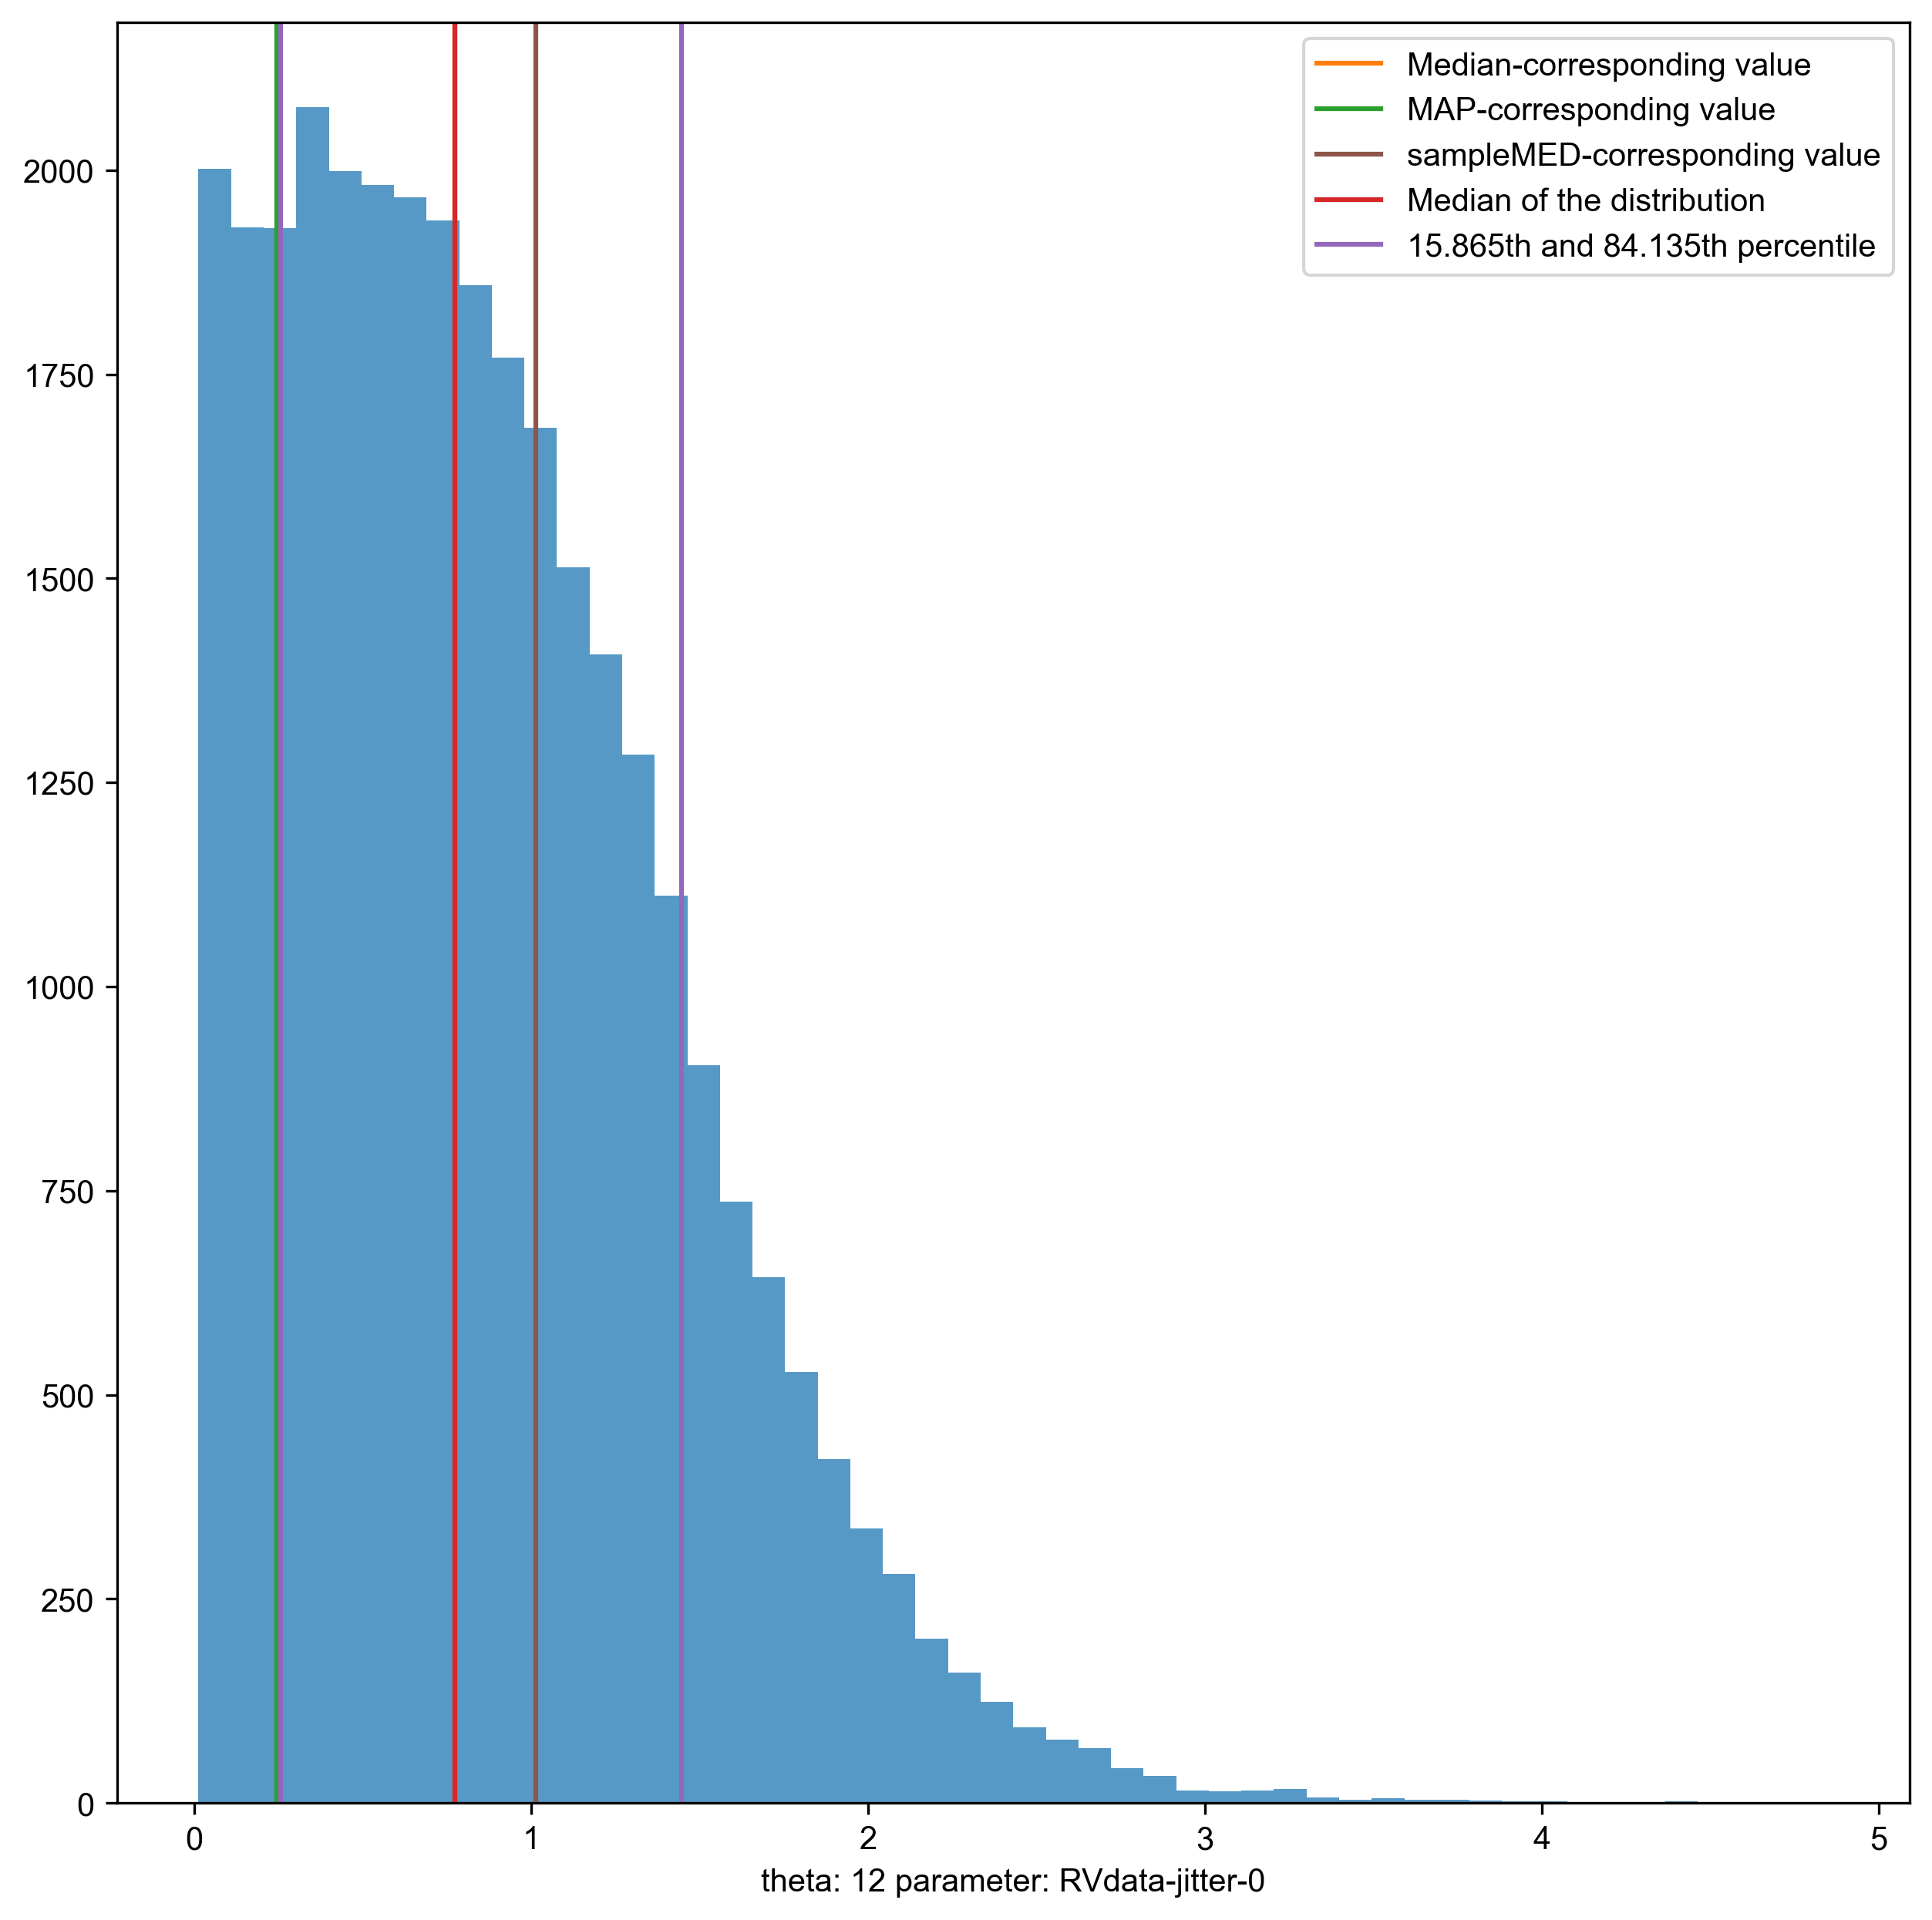 Median-corresponding value
MAP-corresponding value
sampleMED-corresponding value
Median of the distribution
15.865th and 84.135th percentile
2000
1750
1500
1250
1000
750
500
250
0
0 1 2 3 4 5
theta: 12 parameter: RVdata-jitter-0